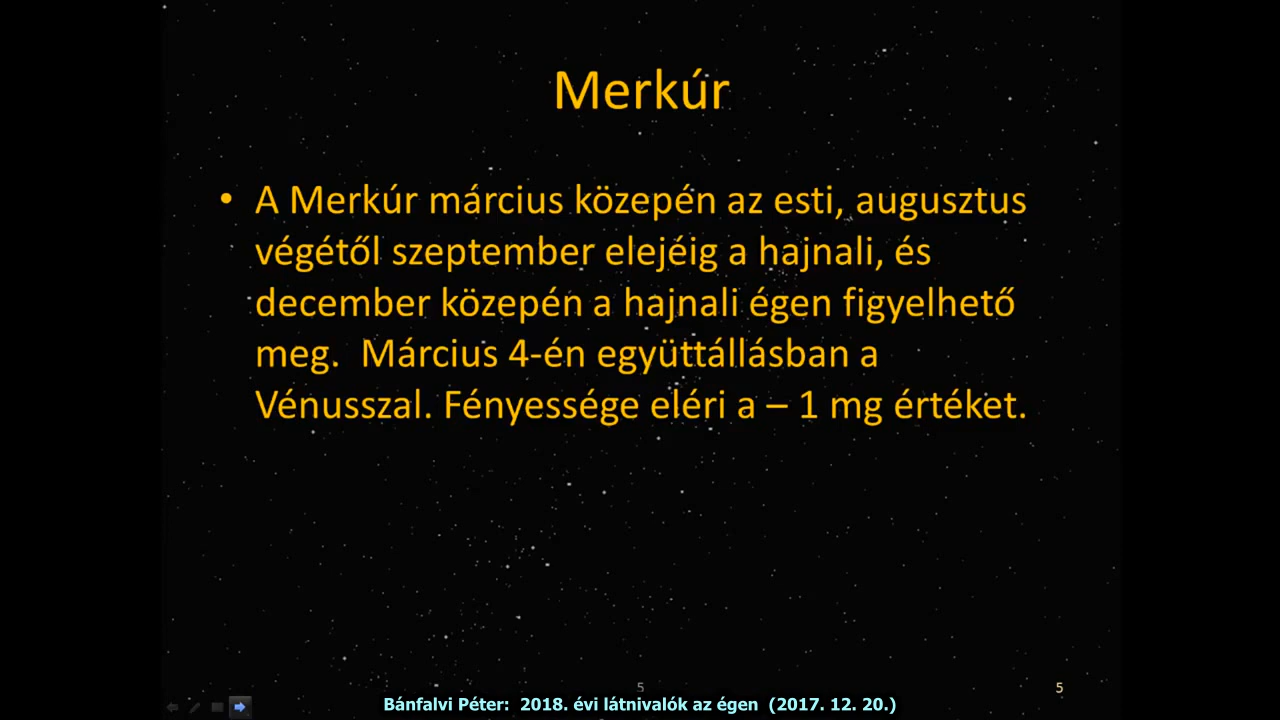 Merkúr
• A Merkúr március közepén az esti, augusztus
végétől szeptember elejéig a hajnali, és
december közepén a hajnali égen figyelhető
meg.  Március 4-én együttállásban a
Vénusszal. Fényessége eléri a – 1 mg értéket.
5
5
Bánfalvi Péter:  2018. évi látnivalók az égen  (2017. 12. 20.)